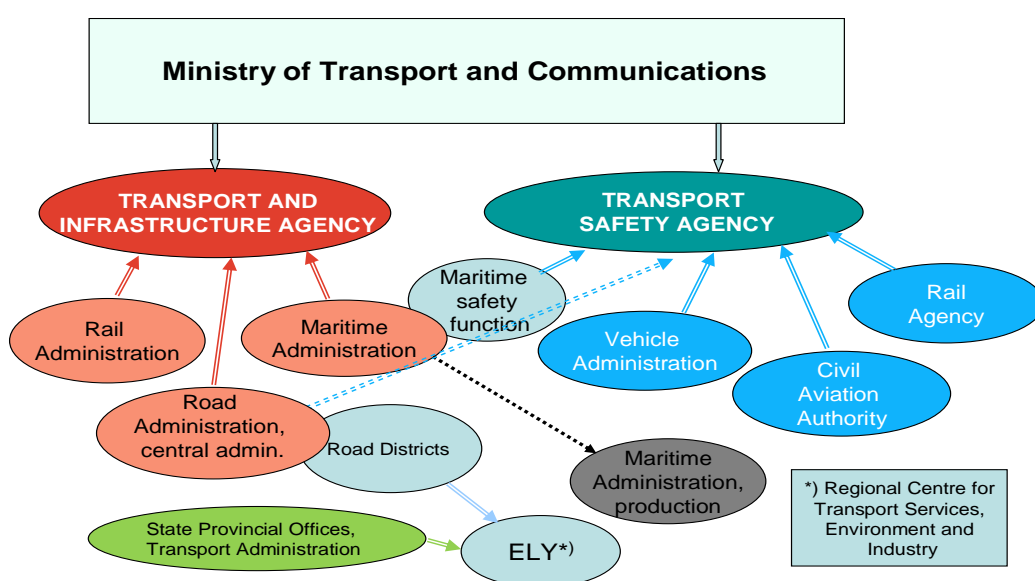 Ministry of Transport and Communications
TRANSPORT AND
INFRASTRUCTURE AGENCY
TRANSPORT
SAFETY AGENCY
Rail
Administration
Maritime
Administration
Maritime
safety
function
Vehicle
Administration
Rail
Agency
Civil
Aviation
Authority
Road
Administration,
central admin.
Road Districts
Maritime
Administration,
production
State Provincial Offices,
Transport Administration
ELY*)
*) Regional Centre for
Transport Services,
Environment and
Industry